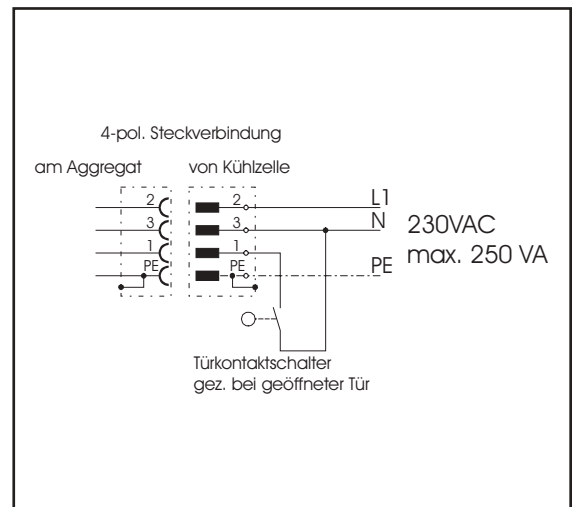 4-pol. Steckverbindung
am Aggregat von Kühlzelle
2 2 L1
3 3 N
230VAC
1 1
max. 250 VA
PE PE PE
Türkontaktschalter
gez. bei geöffneter Tür